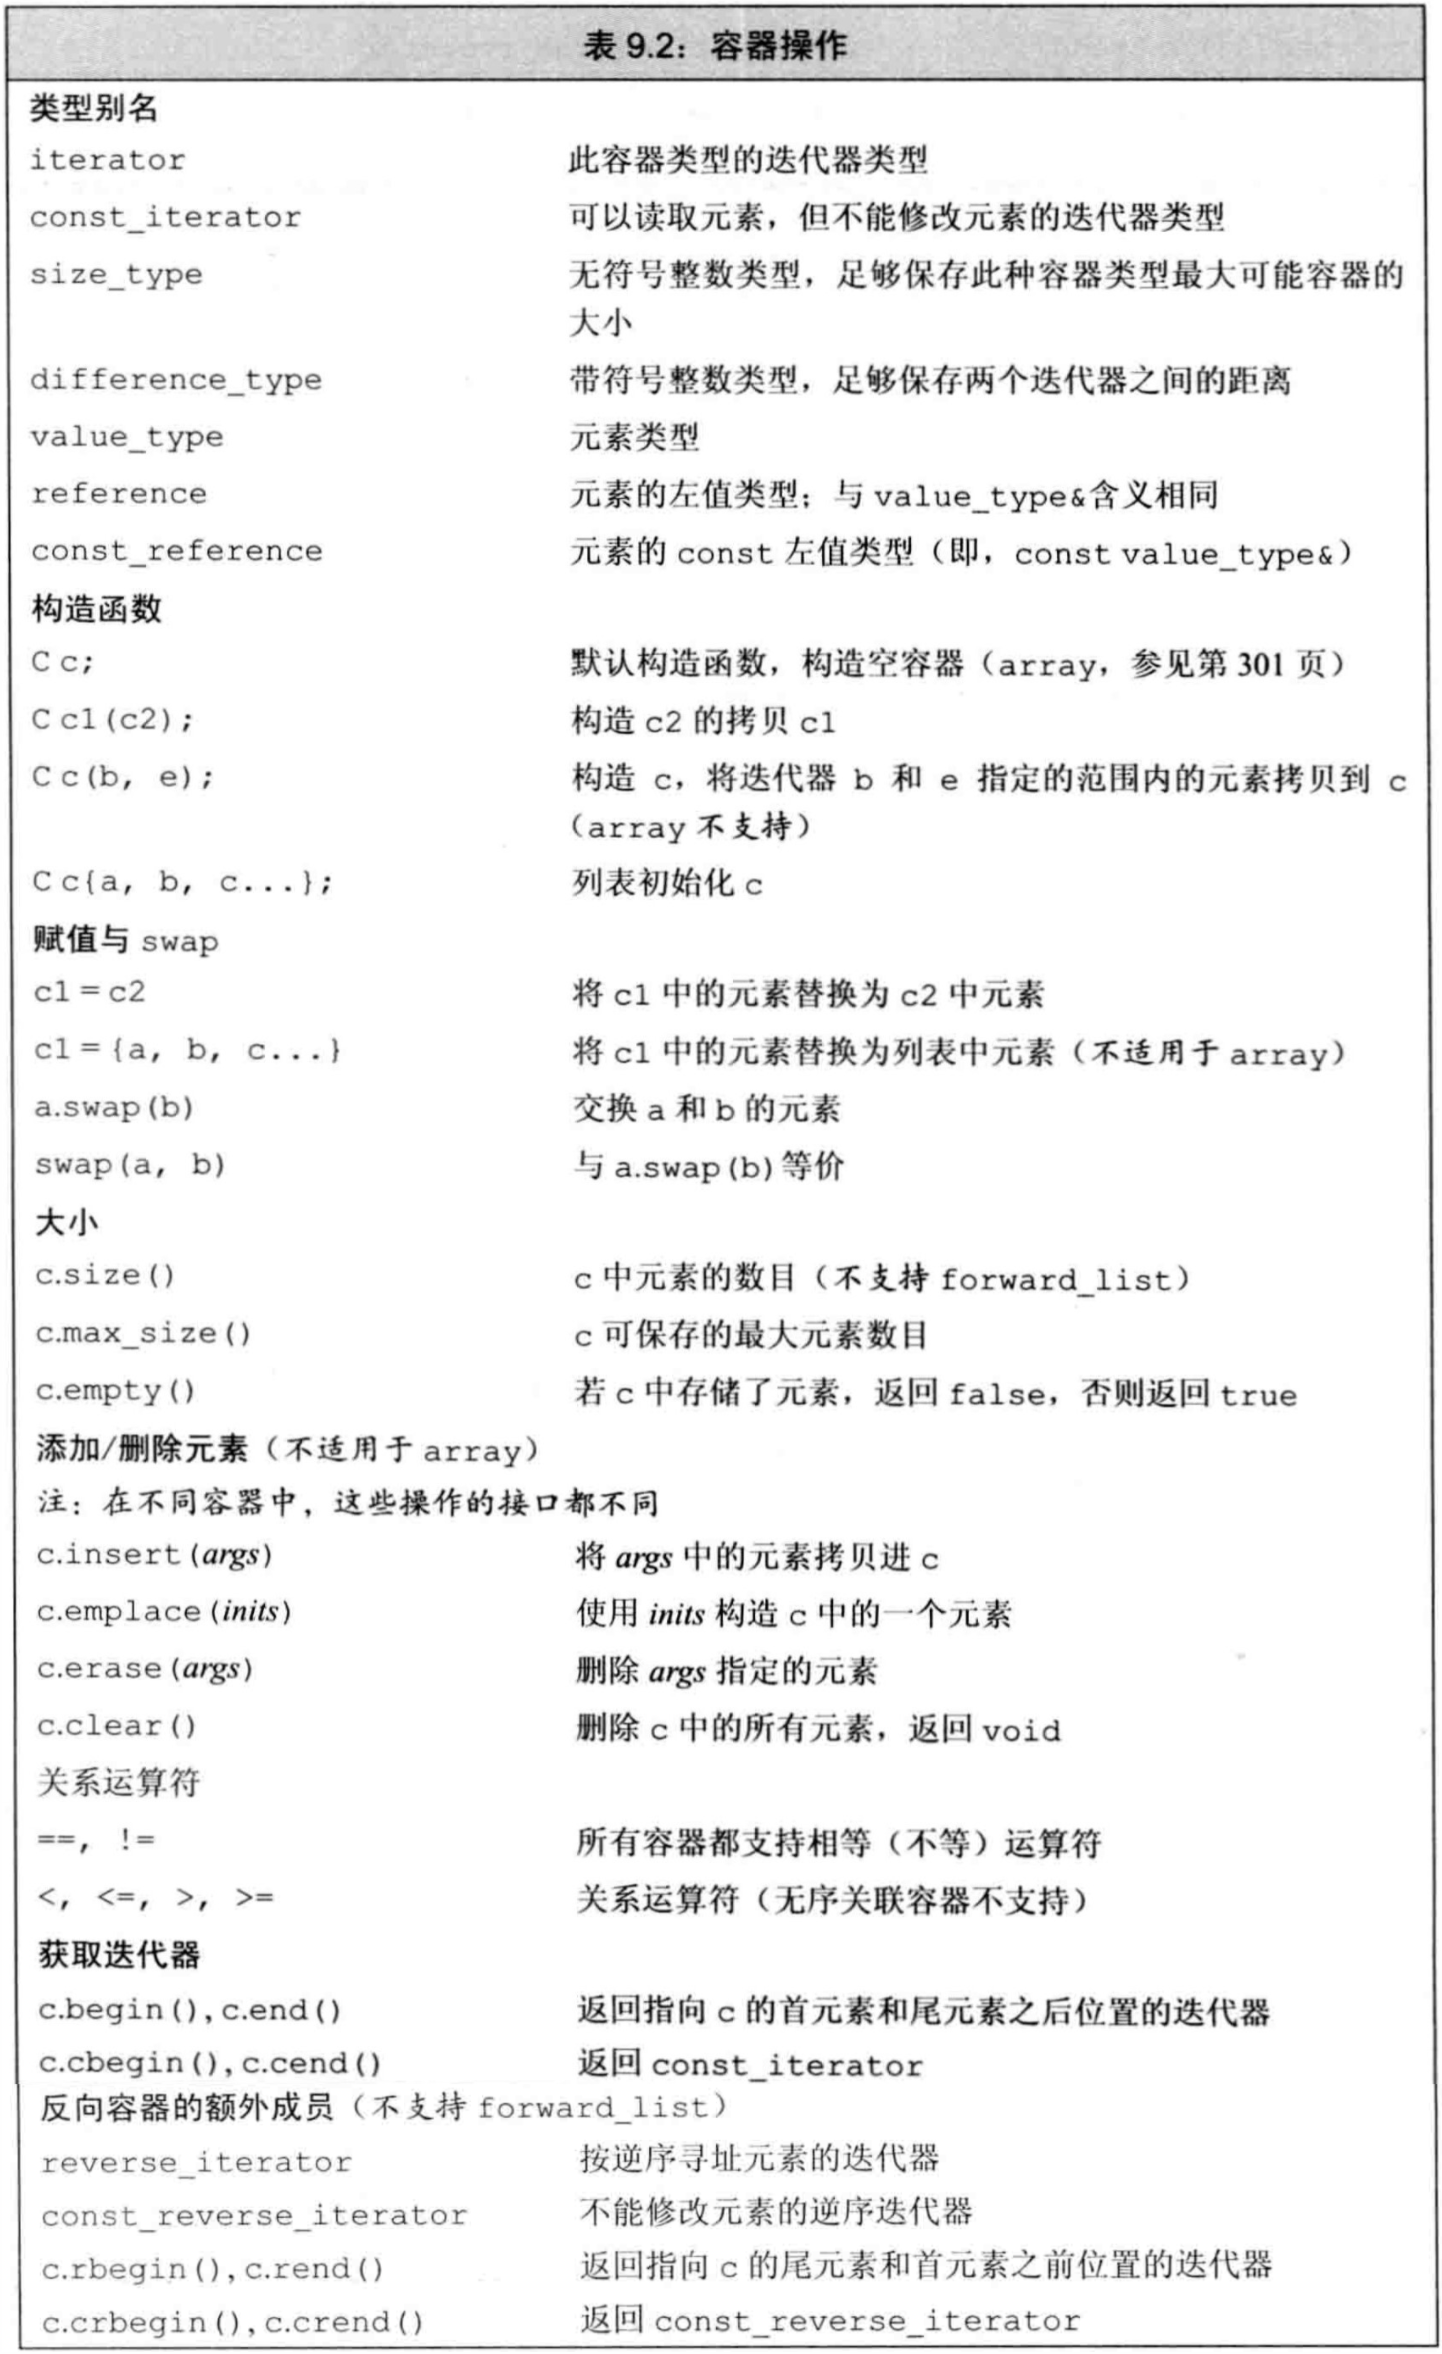 表 9.2：容器操作
类型别名
iterator 此容器类型的迭代器类型
const_iterator 可以读取元素，但不能修改元素的迭代器类型
size_type 无符号整数类型，足够保存此种容器类型最大可能容器的
大小
difference_type 带符号整数类型，足够保存两个迭代器之间的距离
value_type 元素类型
reference 元素的左值类型；与 value_type&含义相同
const_reference 元素的 const 左值类型（即，const value_type&）
构造函数
C c; 默认构造函数，构造空容器（array，参见第 301 页）
C c1(c2); 构造 c2 的拷贝 c1
C c(b, e); 构造 c，将迭代器 b 和 e 指定的范围内的元素拷贝到 c
（array 不支持）
C c{a, b, c...}; 列表初始化 c
赋值与 swap
c1 = c2 将 c1 中的元素替换为 c2 中元素
c1 = {a, b, c...} 将 c1 中的元素替换为列表中元素（不适用于 array）
a.swap(b) 交换 a 和 b 的元素
swap(a, b) 与 a.swap(b)等价
大小
c.size() c 中元素的数目（不支持 forward_list）
c.max_size() c 可保存的最大元素数目
c.empty() 若 c 中存储了元素，返回 false，否则返回 true
添加/删除元素（不适用于 array）
注：在不同容器中，这些操作的接口都不同
c.insert(args) 将 args 中的元素拷贝进 c
c.emplace(inits) 使用 inits 构造 c 中的一个元素
c.erase(args) 删除 args 指定的元素
c.clear() 删除 c 中的所有元素，返回 void
关系运算符
==, != 所有容器都支持相等（不等）运算符
<, <=, >, >= 关系运算符（无序关联容器不支持）
获取迭代器
c.begin(),c.end() 返回指向 c 的首元素和尾元素之后位置的迭代器
c.cbegin(),c.cend() 返回 const_iterator
反向容器的额外成员（不支持 forward_list）
reverse_iterator 按逆序寻址元素的迭代器
const_reverse_iterator 不能修改元素的逆序迭代器
c.rbegin(),c.rend() 返回指向 c 的尾元素和首元素之前位置的迭代器
c.crbegin(),c.crend() 返回 const_reverse_iterator